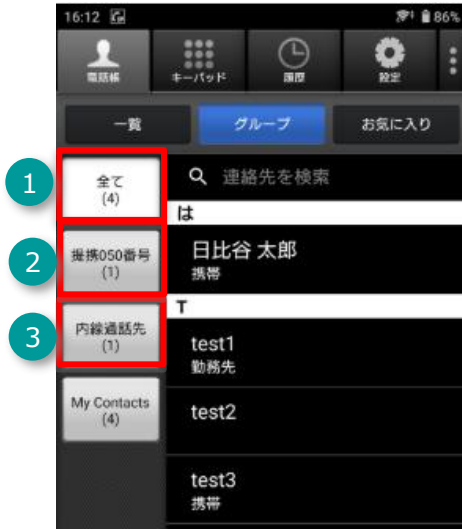 16:12
86%
電話帳
キーパッド
履歴
設定
一覧
グループ
お気に入り
1
全て
(4)
連絡先を検索
は
2
提携050番号
(1)
日比谷 太郎
携帯
T
3
内線通話先
(1)
test1
勤務先
My Contacts
(4)
test2
test3
携帯